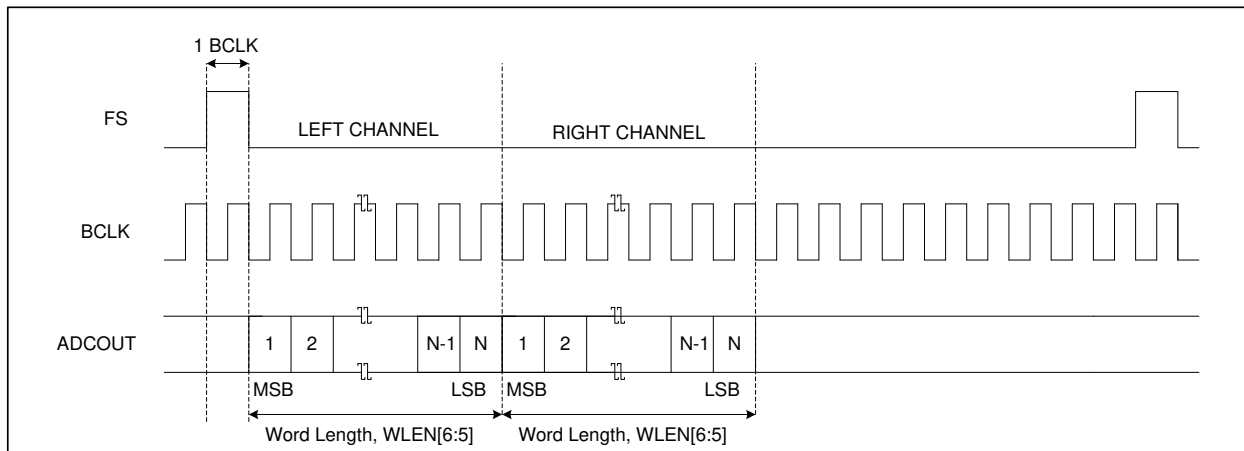 1 BCLK
FS
LEFT CHANNEL RIGHT CHANNEL
BCLK
ADCOUT 1 2 N-1 N 1 2 N-1 N
MSB LSB MSB LSB
Word Length, WLEN[6:5] Word Length, WLEN[6:5]